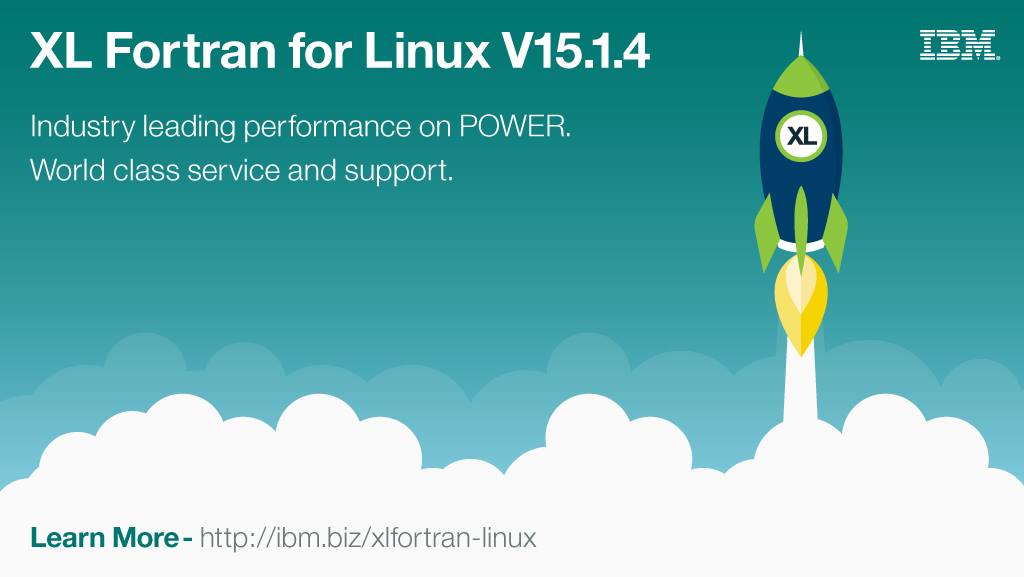 XL Fortran for Linux V15.1.4
IBM®
Industry leading performance on POWER.
World class service and support.
XL
Learn More - http://ibm.biz/xlfortran-linux